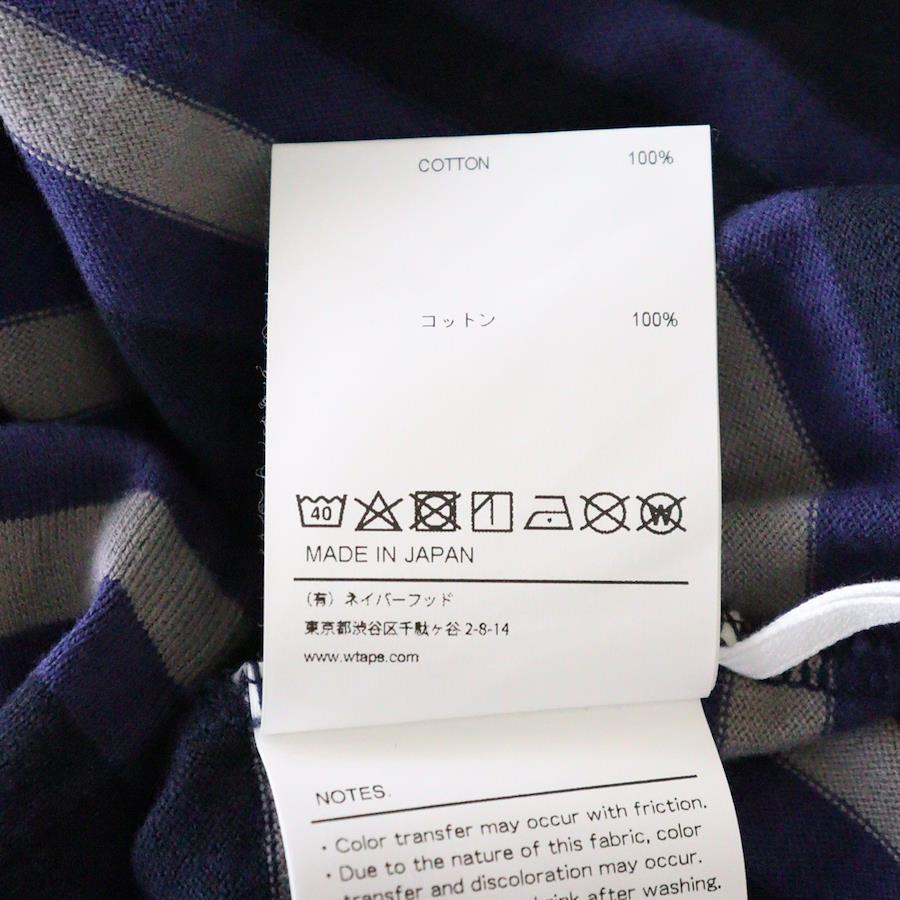 COTTON 100%
コットン 100%
40
W
MADE IN JAPAN
(有) ネイバーフッド
東京都渋谷区千駄ヶ谷 2-8-14
www.wtaps.com
NOTES.
・Color transfer may occur with friction.
・Due to the nature of this fabric, color
transfer and discoloration may occur.
after washing.